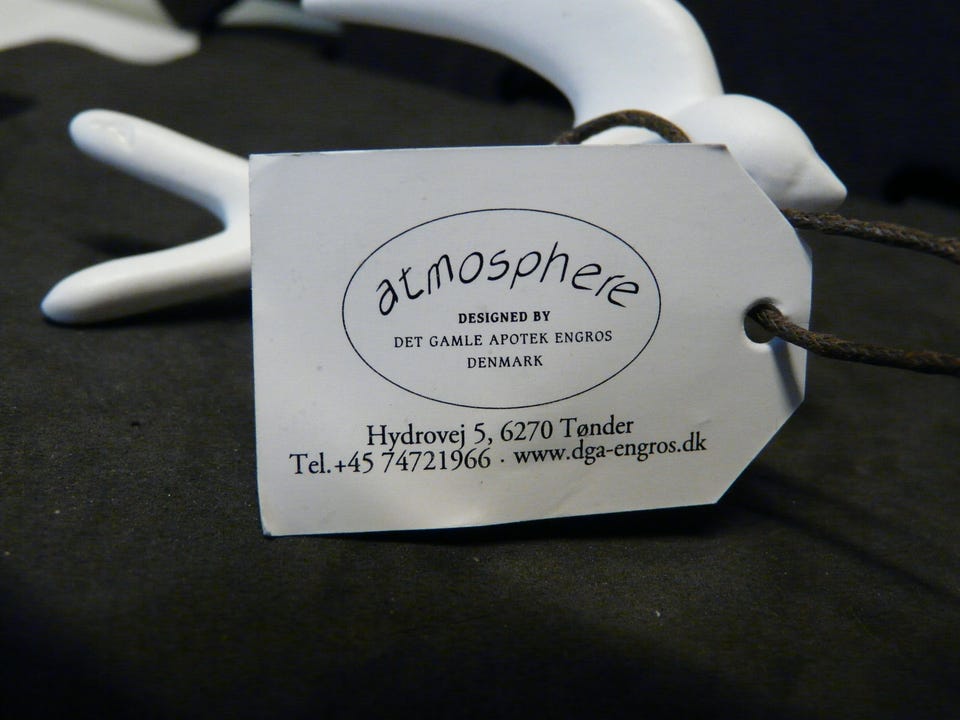 atmosphere
DESIGNED BY
DET GAMLE APOTEK ENGROS
DENMARK
Hydrovej 5, 6270 Tønder
Tel.+45 74721966 · www.dga-engros.dk